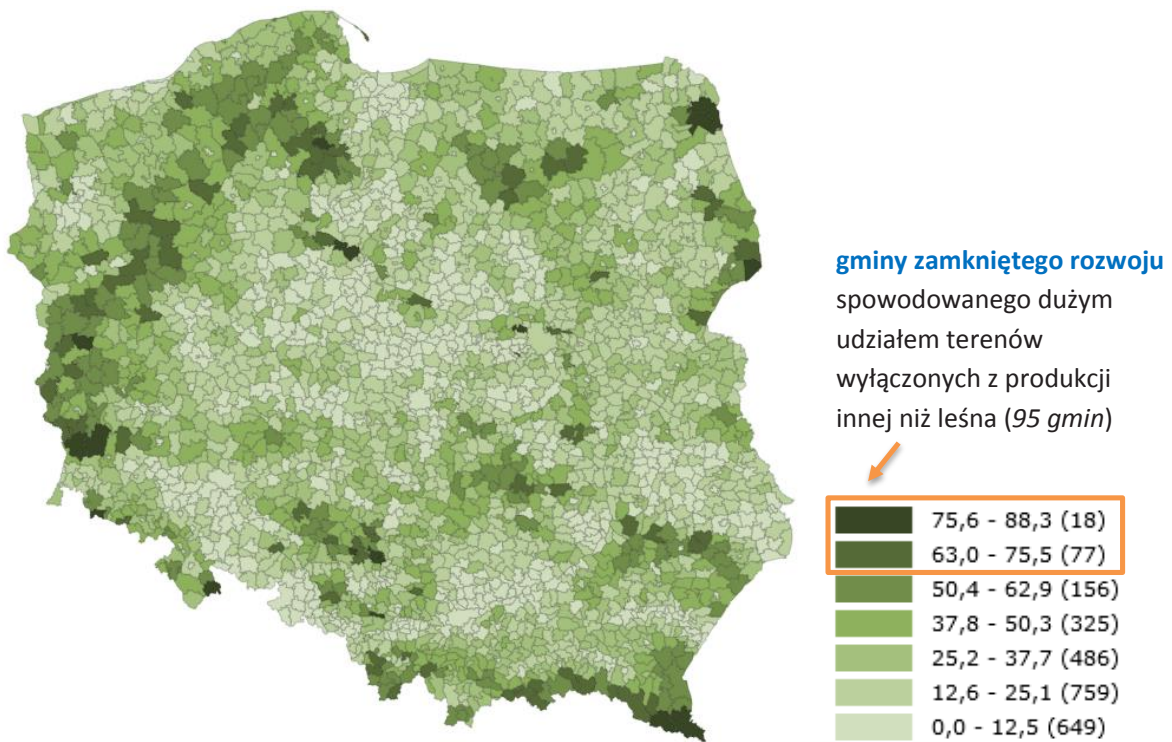 gminy zamkniętego rozwoju
spowodowanego dużym
udziałem terenów
wyłączonych z produkcji
innej niż leśna (95 gmin)
75,6 - 88,3 (18)
63,0 - 75,5 (77)
50,4 - 62,9 (156)
37,8 - 50,3 (325)
25,2 - 37,7 (486)
12,6 - 25,1 (759)
0,0 - 12,5 (649)